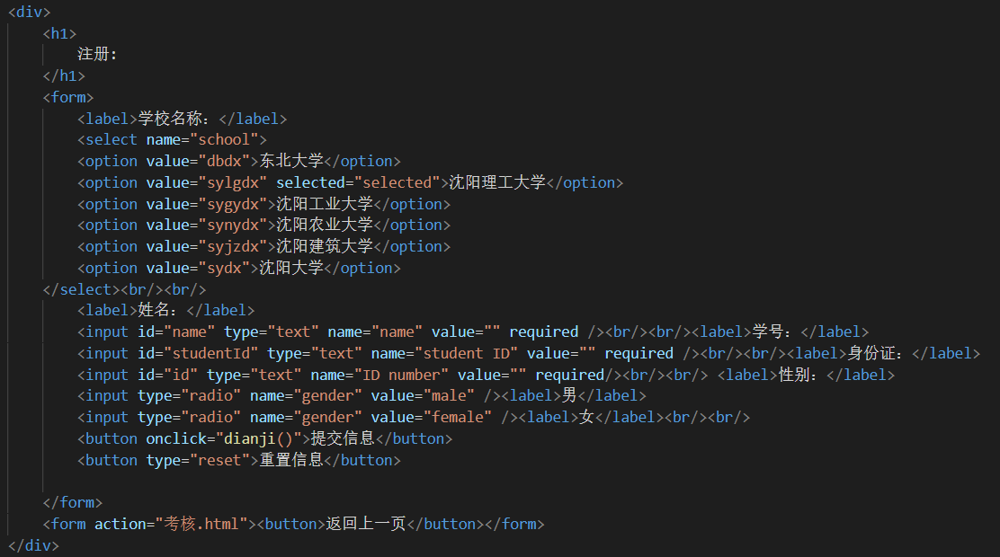 <div>
<h1>
注册:
</h1>
<form>
<label>学校名称：</label>
<select name="school">
<option value="dbdx">东北大学</option>
<option value="sylgdx" selected="selected">沈阳理工大学</option>
<option value="sygydx">沈阳工业大学</option>
<option value="synydx">沈阳农业大学</option>
<option value="syjzdx">沈阳建筑大学</option>
<option value="sydx">沈阳大学</option>
</select><br/><br/>
<label>姓名：</label>
<input id="name" type="text" name="name" value="" required /><br/><br/><label>学号：</label>
<input id="studentId" type="text" name="student ID" value="" required /><br/><br/><label>身份证：</label>
<input id="id" type="text" name="ID number" value="" required/><br/><br/> <label>性别：</label>
<input type="radio" name="gender" value="male" /><label>男</label>
<input type="radio" name="gender" value="female" /><label>女</label><br/><br/>
<button onclick="dianji()">提交信息</button>
<button type="reset">重置信息</button>
</form>
<form action="考核.html"><button>返回上一页</button></form>
</div>